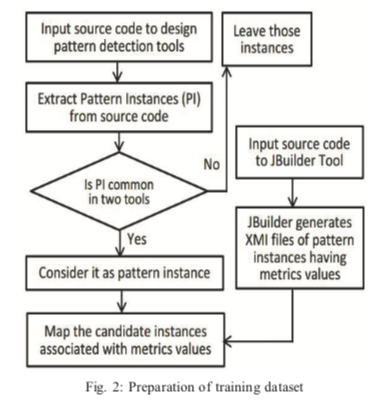 Input source code to design
pattern detection tools
Leave those
instances
Extract Pattern Instances (PI)
from source code
No
Input source code
to JBuilder Tool
Is PI common
in two tools
Yes
JBuilder generates
XMI files of pattern
instances having
metrics values
Consider it as pattern instance
Map the candidate instances
associated with metrics values
Fig. 2: Preparation of training dataset